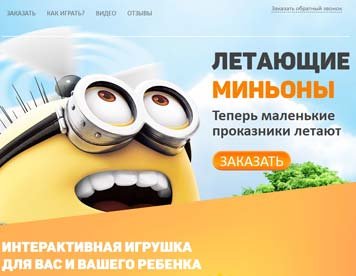 ЗАКАЗАТЬ КАК ИГРАТЬ? ВИДЕО ОТЗЫВЫ Заказать обратный звонок
ЛЕТАЮЩИЕ
МИНЬОНЫ
Теперь маленькие
проказники летают
ЗАКАЗАТЬ
ИНТЕРАКТИВНАЯ ИГРУШКА
ДЛЯ ВАС И ВАШЕГО РЕБЕНКА